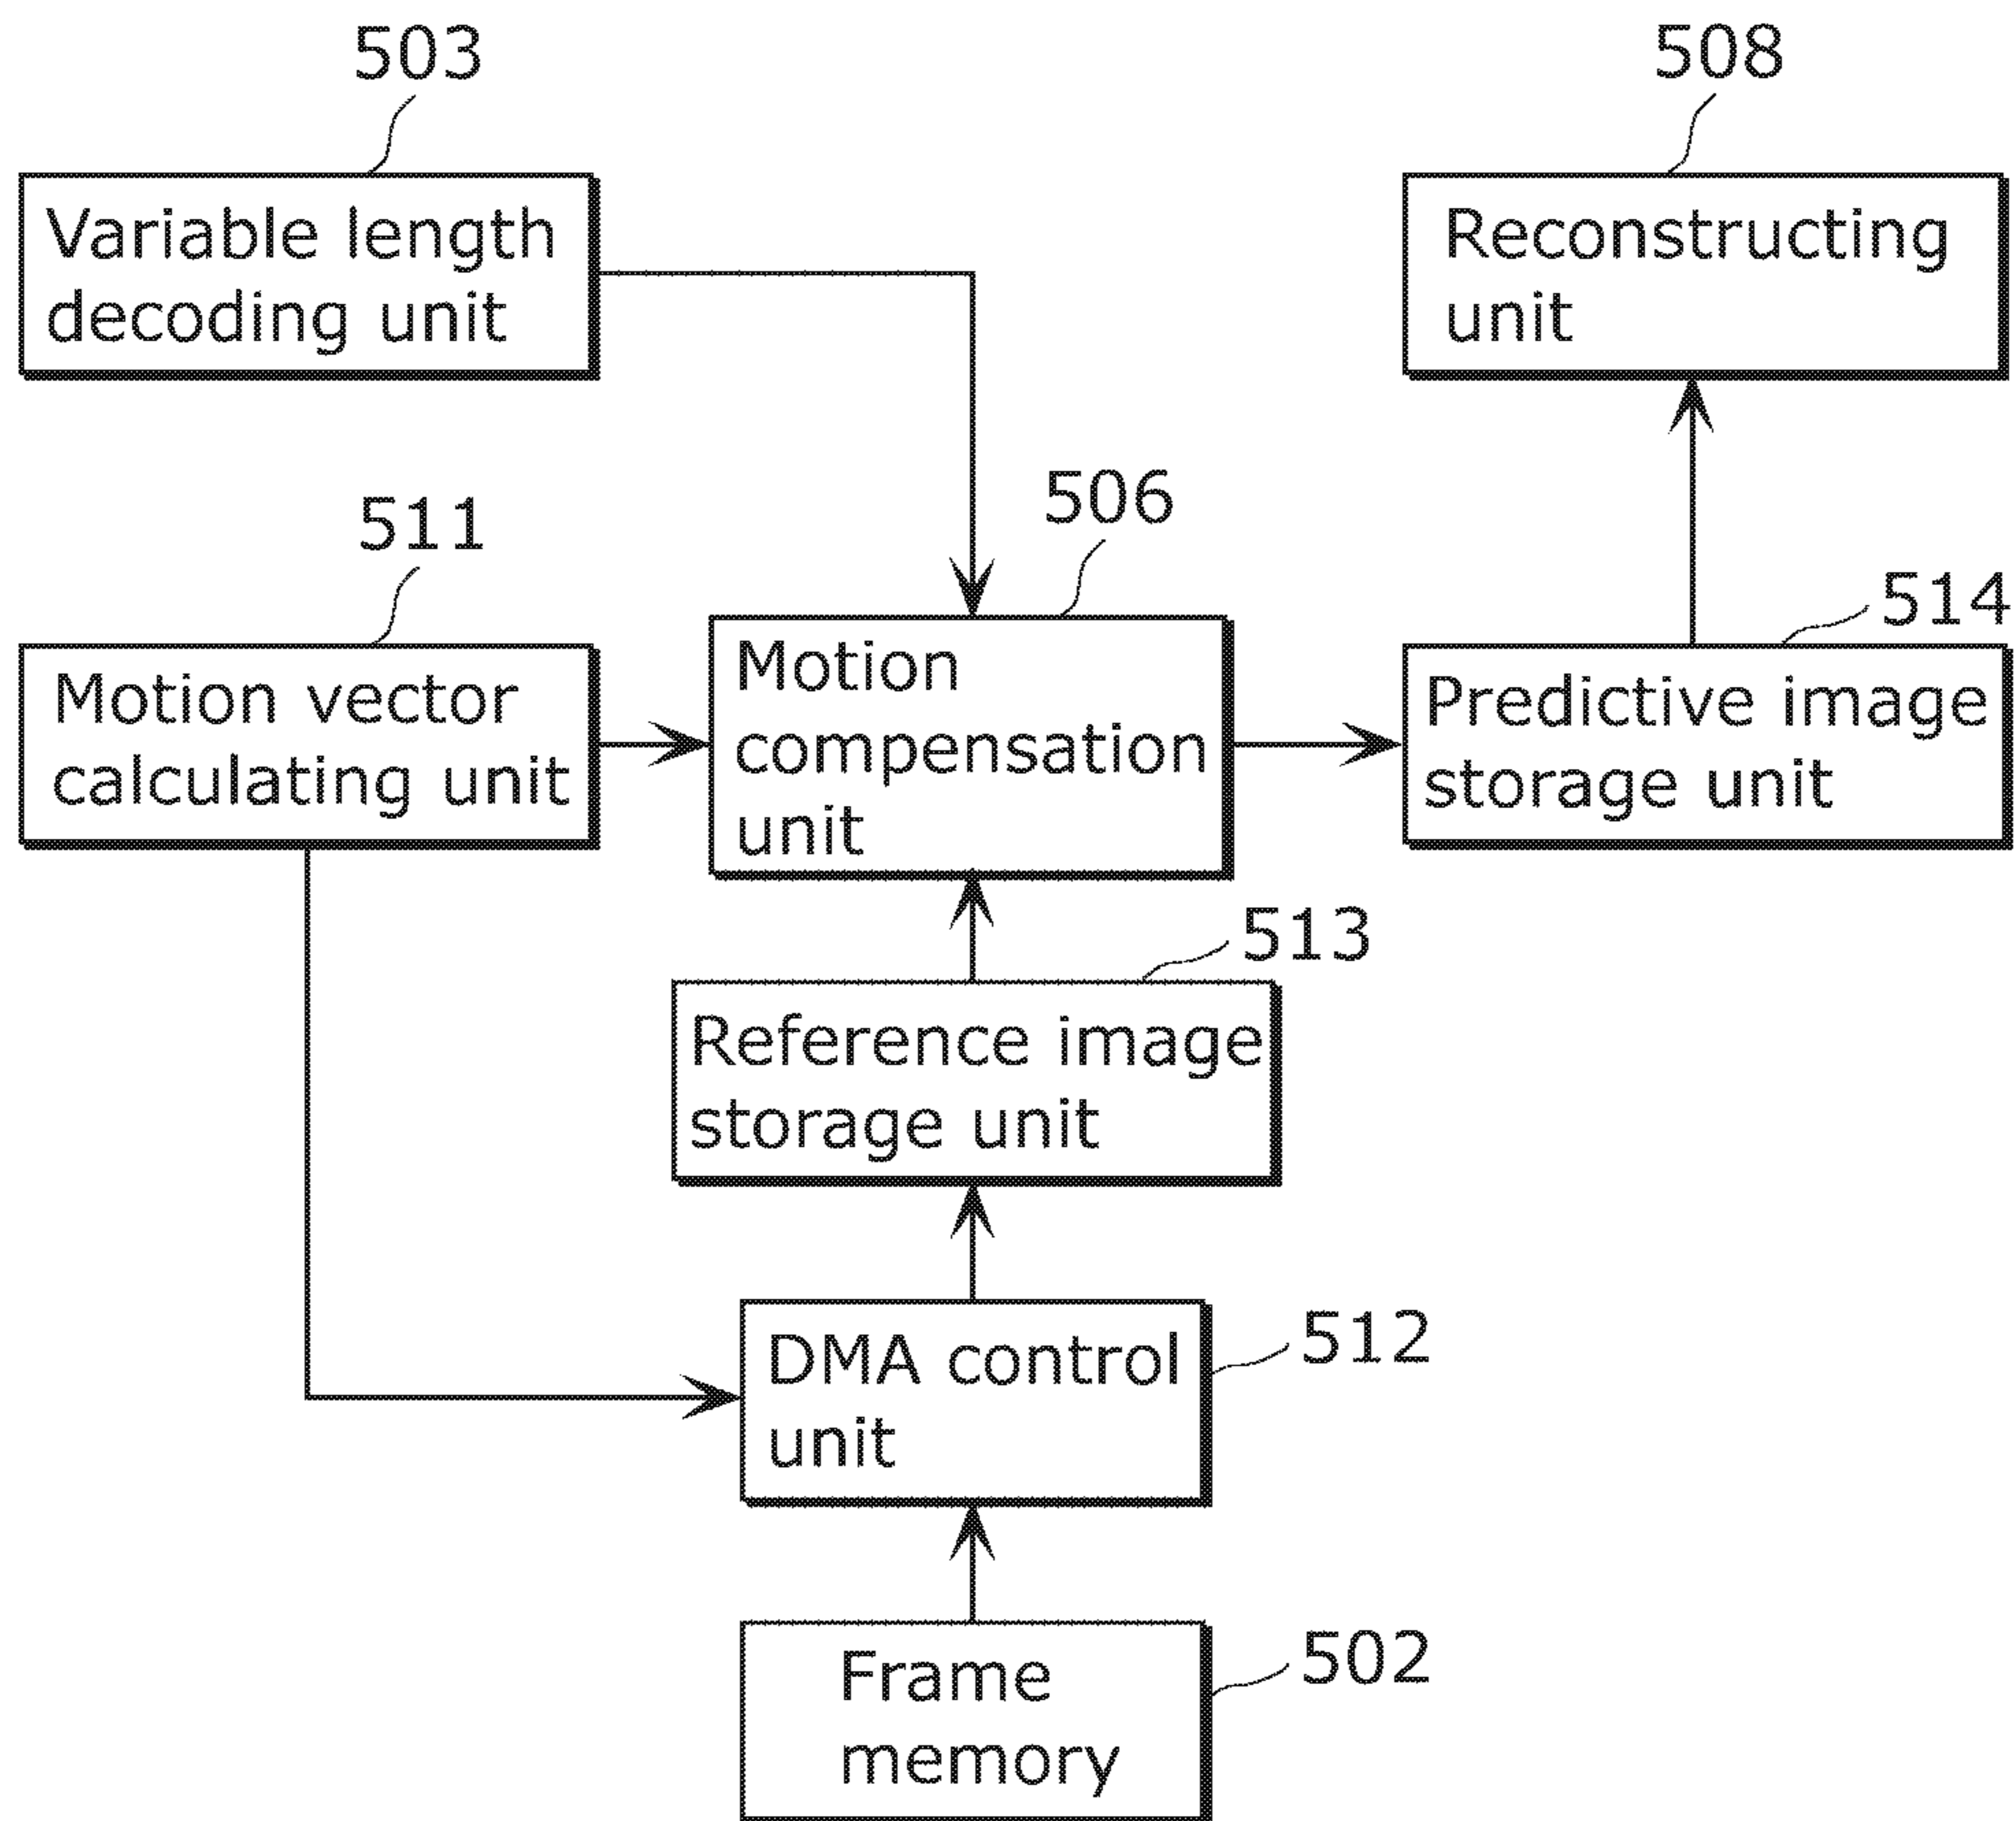 503
508
Variable length
decoding unit
Reconstructing
unit
511
506
514
Motion vector
calculating unit
Motion
compensation
unit
Predictive image
storage unit
513
Reference image
storage unit
DMA control
unit
512
Frame
memory
502